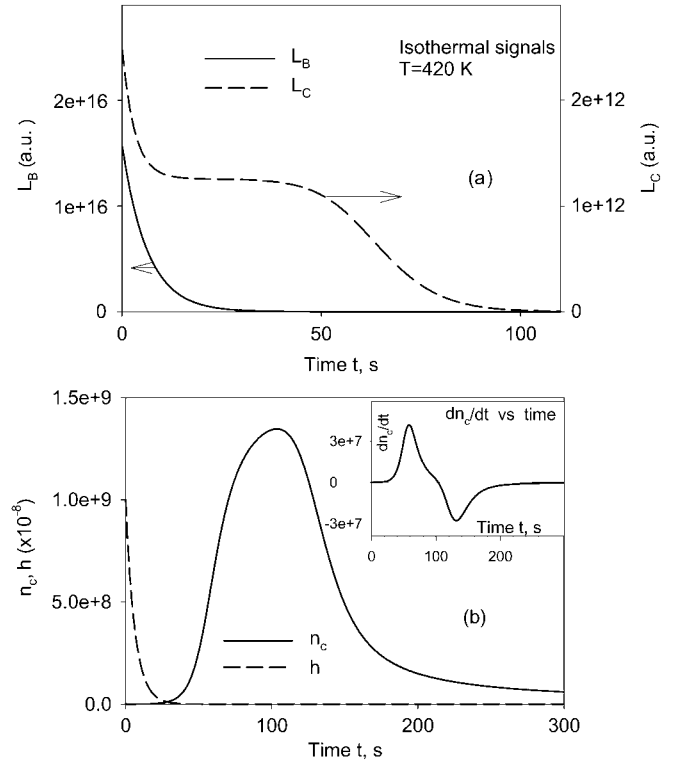 Isothermal signals
T=420 K
L_B
L_C
2e+16
1e+16
0
L_B (a.u.)
2e+12
1e+12
0
L_C (a.u.)
(a)
0 50 100
Time t, s
1.5e+9
1.0e+9
5.0e+8
0.0
n_c, h (x10^-8)
dn_c/dt vs time
dn_c/dt
3e+7
0
-3e+7
Time t, s
0 200
(b)
n_c
h
0 100 200 300
Time t, s